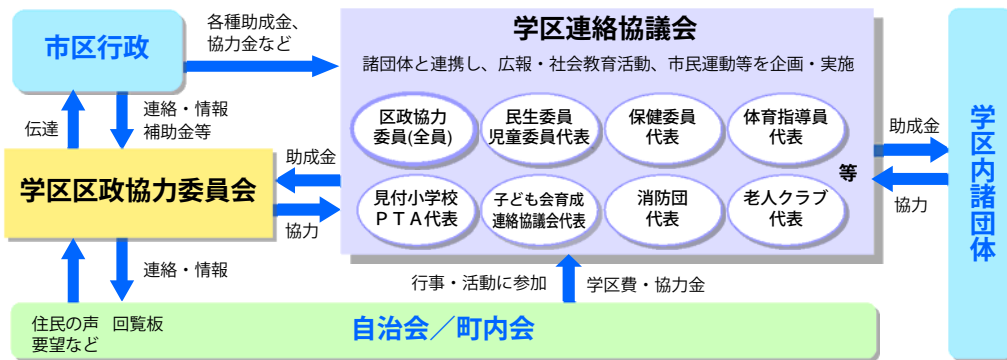 市区行政
各種助成金、
協力金など
学区連絡協議会
諸団体と連携し、広報・社会教育活動、市民運動等を企画・実施
伝達
連絡・情報
補助金等
区政協力
委員(全員)
民生委員
児童委員代表
保健委員
代表
体育指導員
代表
見付小学校
ＰＴＡ代表
子ども会育成
連絡協議会代表
消防団
代表
老人クラブ
代表
等
学区区政協力委員会
助成金
協力
助成金
協力
学区内諸団体
連絡・情報
行事・活動に参加
学区費・協力金
住民の声
要望など
回覧板
自治会／町内会